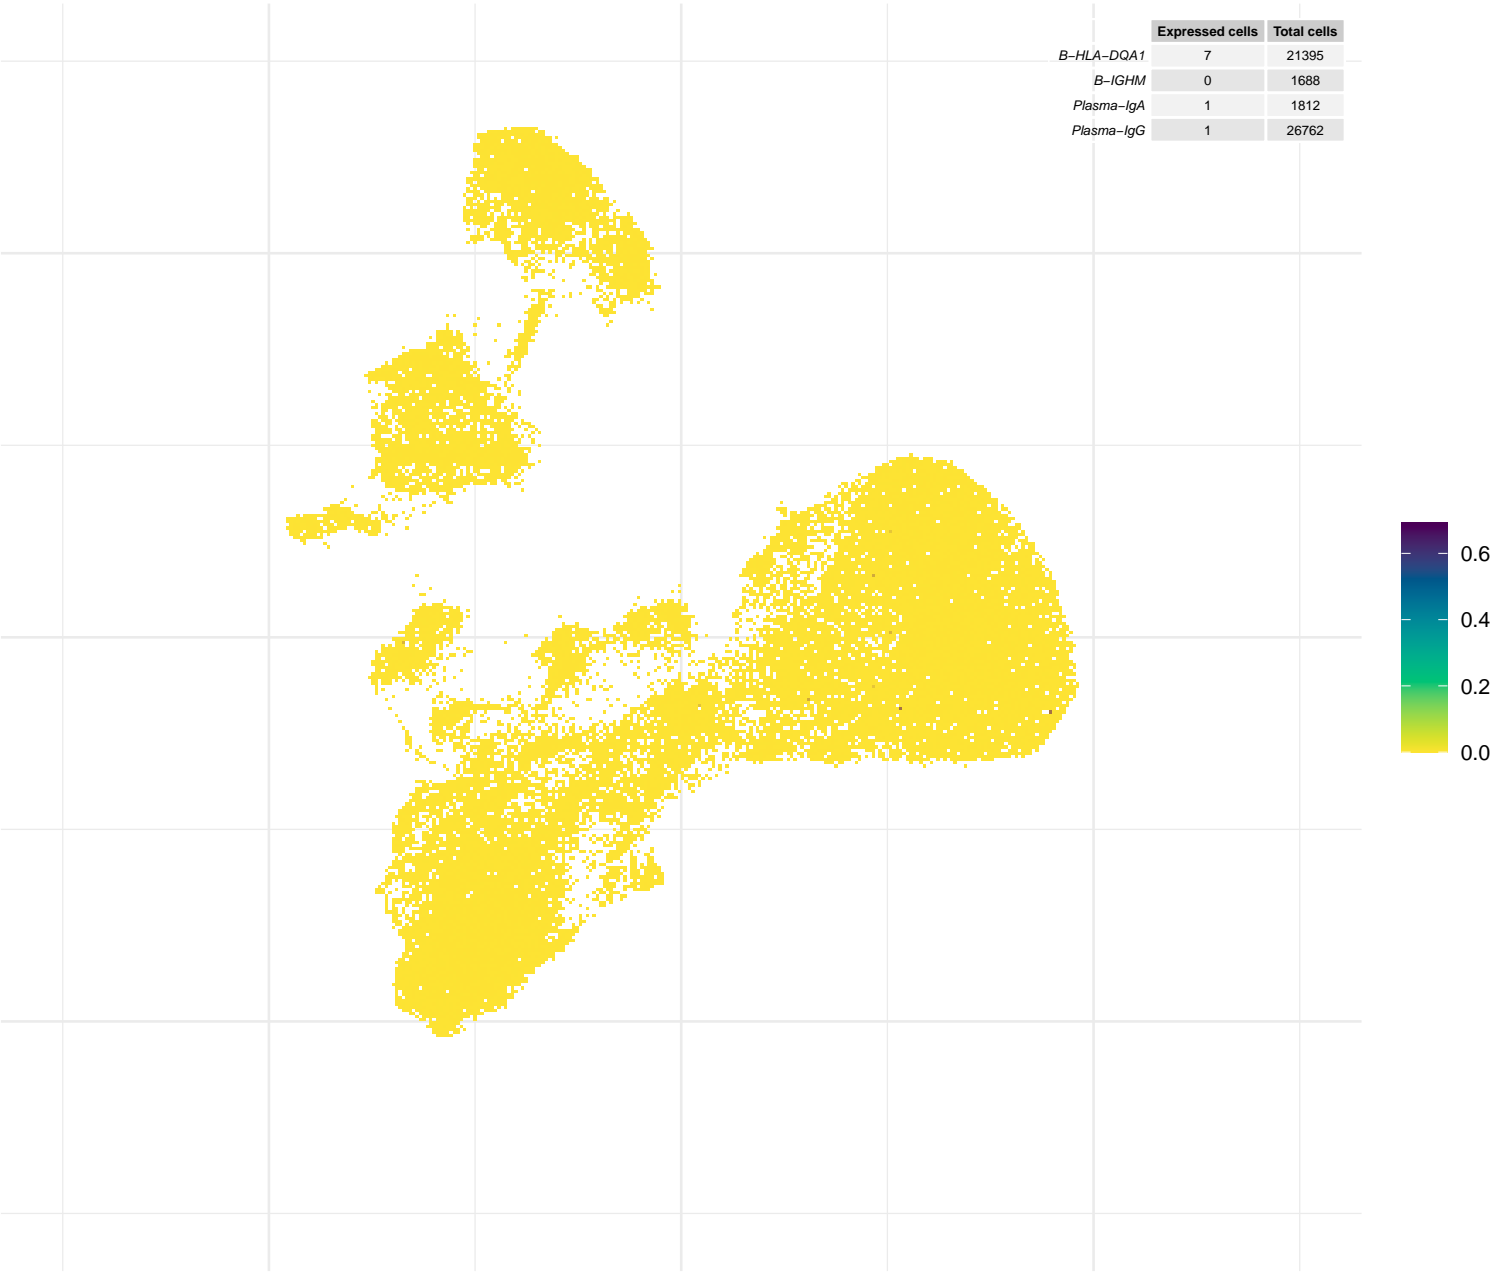 Expressed cells Total cells
B−HLA−DQA1 7 21395
B−IGHM 0 1688
Plasma−IgA 1 1812
Plasma−IgG 1 26762
0.6
0.4
0.2
0.0